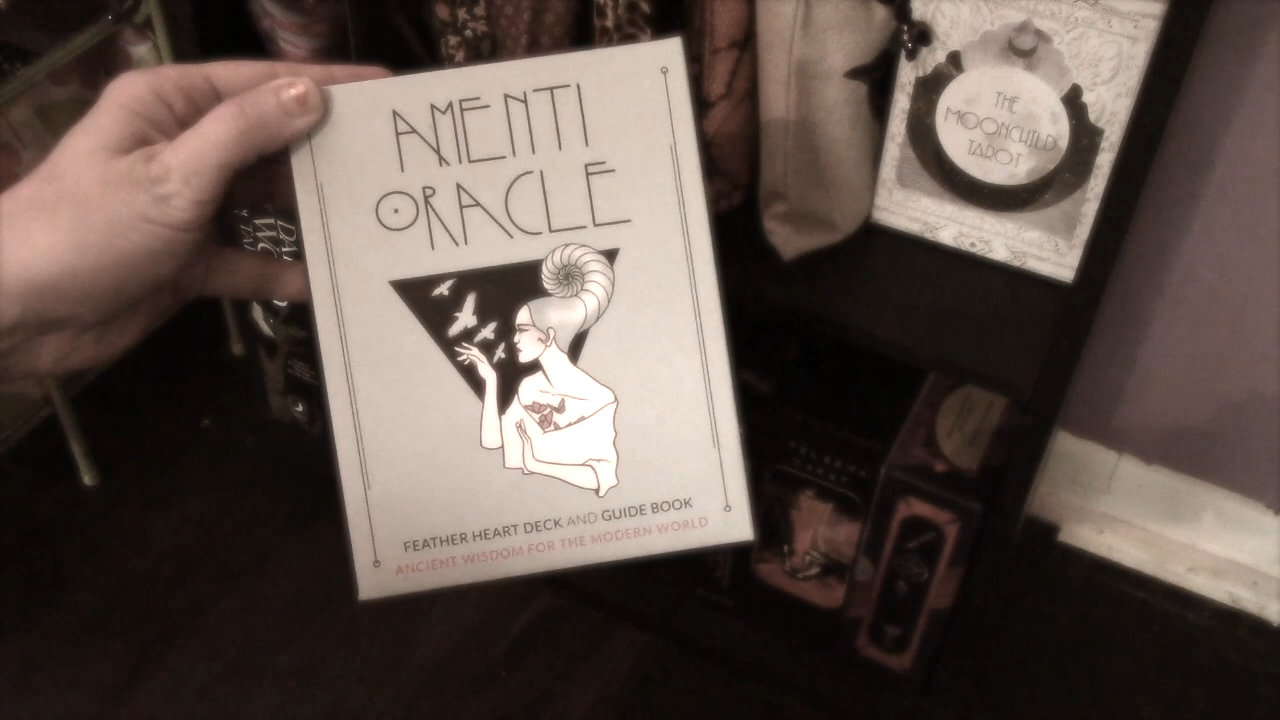 AMENTI
ORACLE
FEATHER HEART DECK AND GUIDE BOOK
ANCIENT WISDOM FOR THE MODERN WORLD
THE
MOONCHILD
TAROT